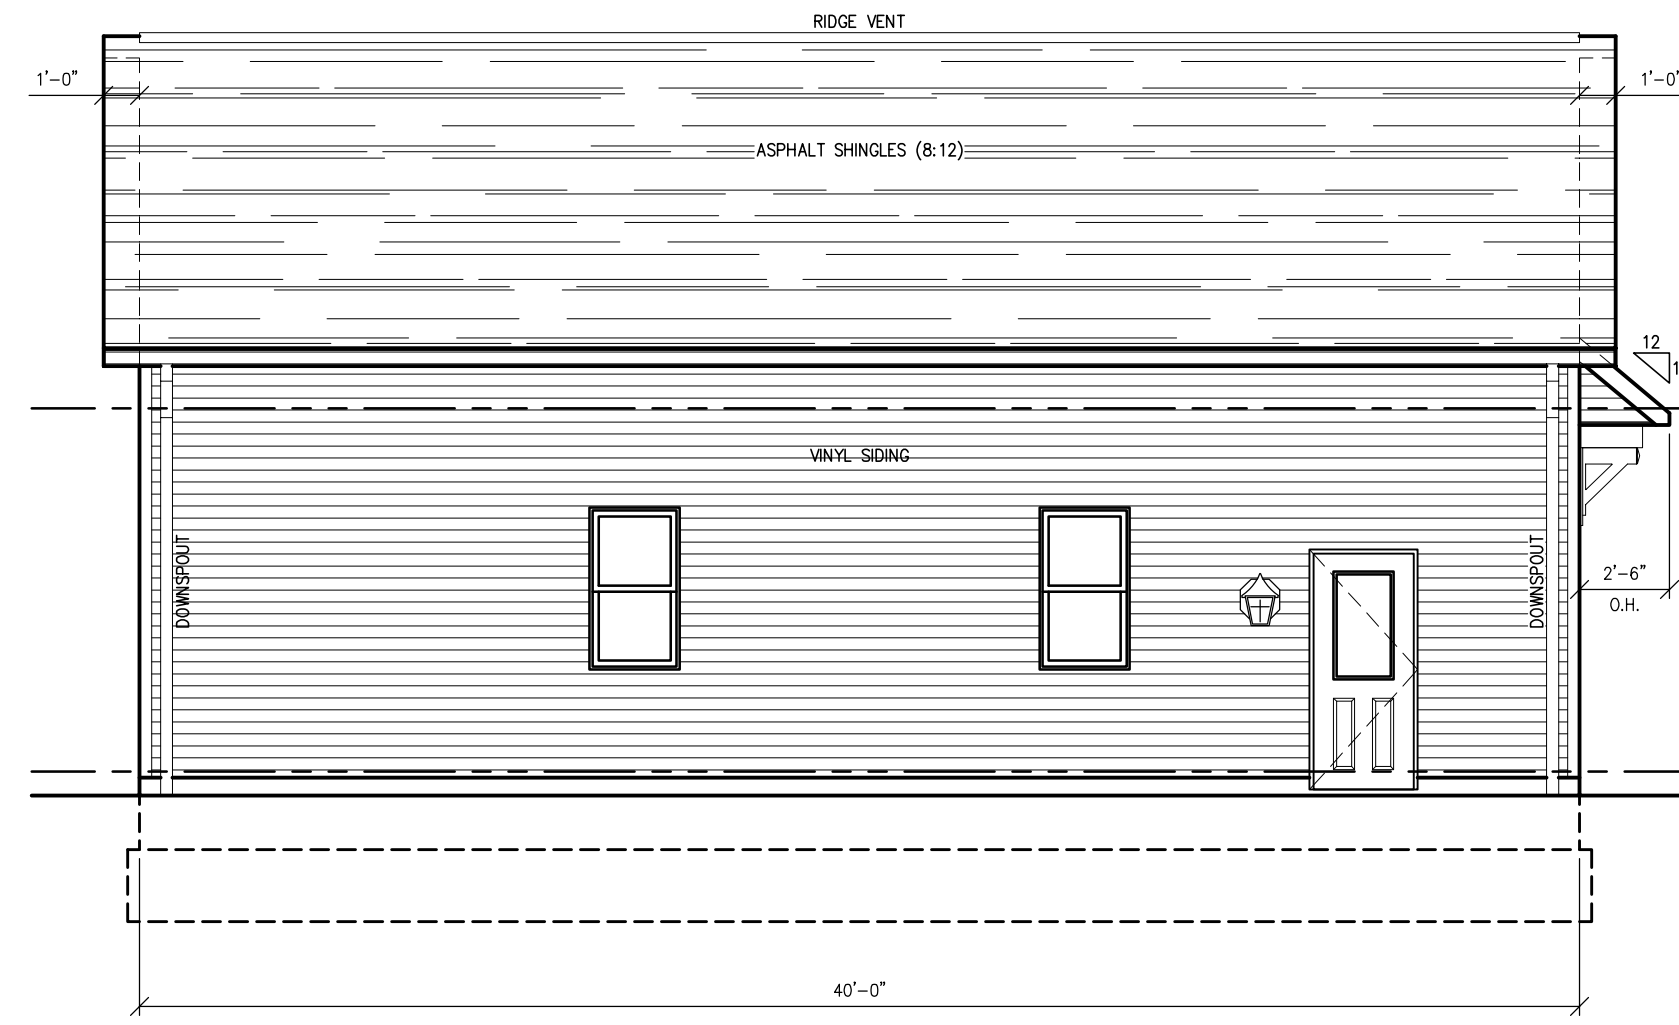 RIDGE VENT
1'-0"
1'-0"
ASPHALT SHINGLES (8:12)
12
VINYL SIDING
DOWNSPOUT
DOWNSPOUT
2'-6"
O.H.
40'-0"